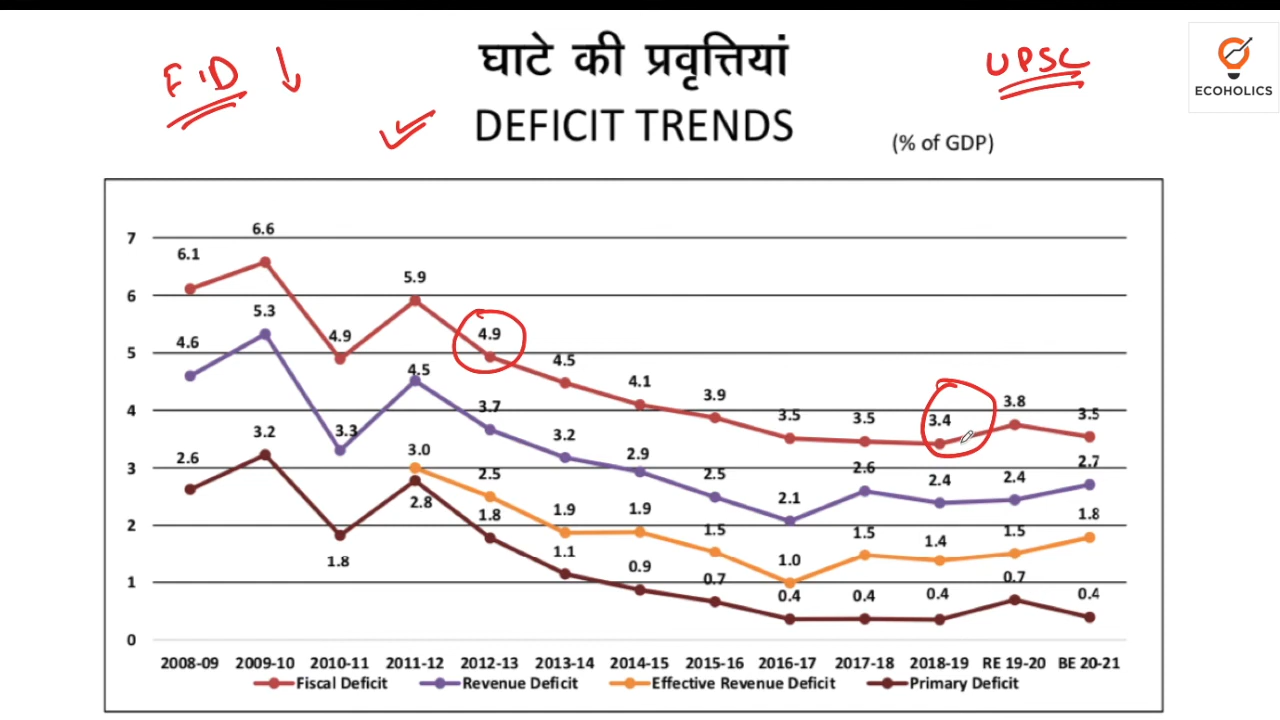 F.D ↓
घाटे की प्रवृत्तियां
UPSC
ECOHOLICS
DEFICIT TRENDS
(% of GDP)
7
6
5
4
3
2
1
0
6.1 6.6 4.9 5.9 4.9 4.5 4.1 3.9 3.5 3.5 3.4 3.8 3.5
4.6 5.3 3.3 4.5 3.7 3.2 2.9 2.5 2.1 2.6 2.4 2.4 2.7
3.0 2.5 1.9 1.9 1.5 1.0 1.5 1.4 1.5 1.8
2.6 3.2 1.8 2.8 1.8 1.1 0.9 0.7 0.4 0.4 0.4 0.7 0.4
2008-09 2009-10 2010-11 2011-12 2012-13 2013-14 2014-15 2015-16 2016-17 2017-18 2018-19 RE 19-20 BE 20-21
Fiscal Deficit Revenue Deficit Effective Revenue Deficit Primary Deficit